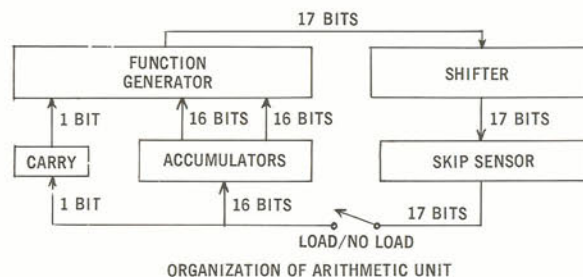 17 BITS
FUNCTION
GENERATOR
SHIFTER
1 BIT
16 BITS
16 BITS
17 BITS
CARRY
ACCUMULATORS
SKIP SENSOR
1 BIT
16 BITS
17 BITS
LOAD/NO LOAD
ORGANIZATION OF ARITHMETIC UNIT